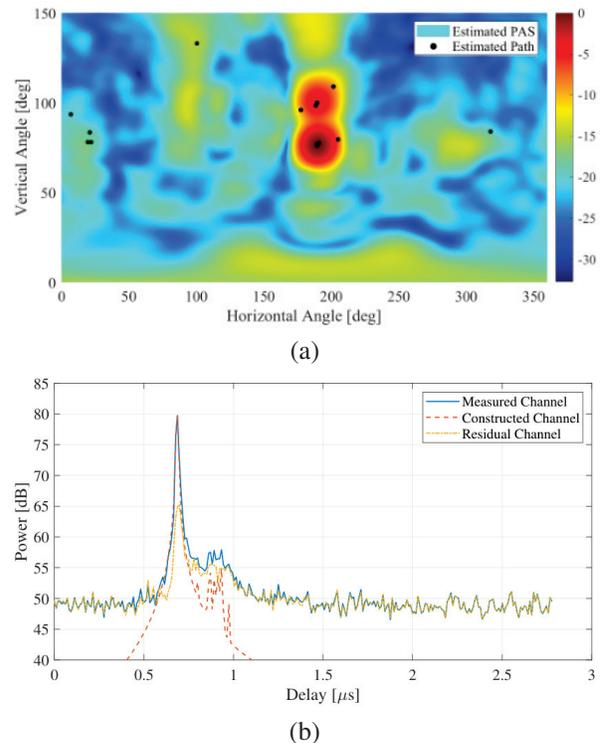 150
100
50
0
Vertical Angle [deg]
Estimated PAS
Estimated Path
-0
-5
-10
-15
-20
-25
-30
0 50 100 150 200 250 300 350
Horizontal Angle [deg]
(a)
85
80
75
70
65
60
55
50
45
40
Power [dB]
Measured Channel
Constructed Channel
Residual Channel
0 0.5 1 1.5 2 2.5 3
Delay [μs]
(b)